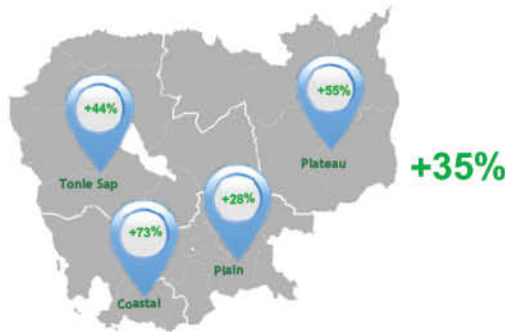 +55%
+44%
Plateau
+35%
Tonle Sap
+28%
+73%
Plain
Coastal